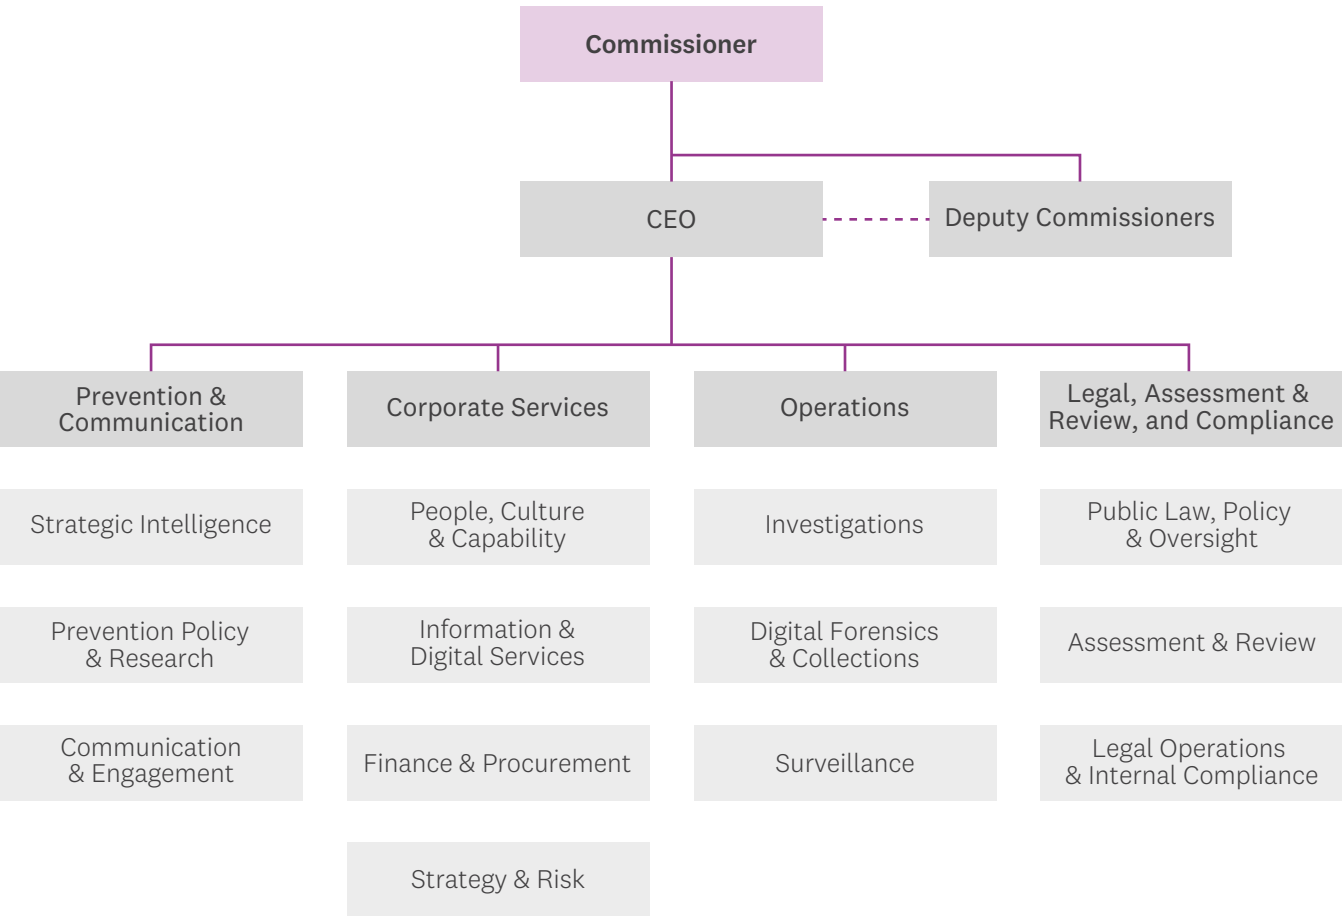 Commissioner
CEO
Deputy Commissioners
Prevention &
Communication
Corporate Services
Operations
Legal, Assessment &
Review, and Compliance
Strategic Intelligence
People, Culture
& Capability
Investigations
Public Law, Policy
& Oversight
Prevention Policy
& Research
Information &
Digital Services
Digital Forensics
& Collections
Assessment & Review
Communication
& Engagement
Finance & Procurement
Surveillance
Legal Operations
& Internal Compliance
Strategy & Risk